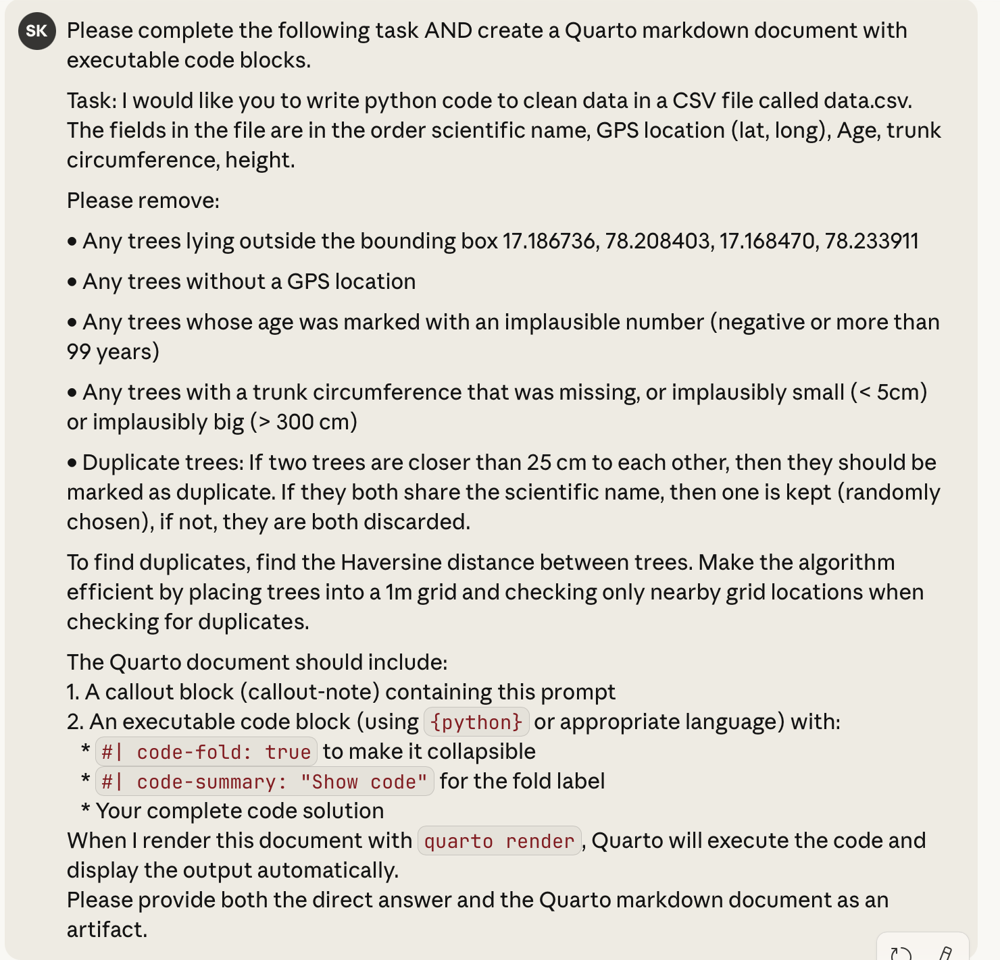 SK
Please complete the following task AND create a Quarto markdown document with
executable code blocks.
Task: I would like you to write python code to clean data in a CSV file called data.csv.
The fields in the file are in the order scientific name, GPS location (lat, long), Age, trunk
circumference, height.
Please remove:
• Any trees lying outside the bounding box 17.186736, 78.208403, 17.168470, 78.233911
• Any trees without a GPS location
• Any trees whose age was marked with an implausible number (negative or more than
99 years)
• Any trees with a trunk circumference that was missing, or implausibly small (< 5cm)
or implausibly big (> 300 cm)
• Duplicate trees: If two trees are closer than 25 cm to each other, then they should be
marked as duplicate. If they both share the scientific name, then one is kept (randomly
chosen), if not, they are both discarded.
To find duplicates, find the Haversine distance between trees. Make the algorithm
efficient by placing trees into a 1m grid and checking only nearby grid locations when
checking for duplicates.
The Quarto document should include:
1. A callout block (callout-note) containing this prompt
2. An executable code block (using {python} or appropriate language) with:
* #| code-fold: true to make it collapsible
* #| code-summary: "Show code" for the fold label
* Your complete code solution
When I render this document with quarto render, Quarto will execute the code and
display the output automatically.
Please provide both the direct answer and the Quarto markdown document as an
artifact.